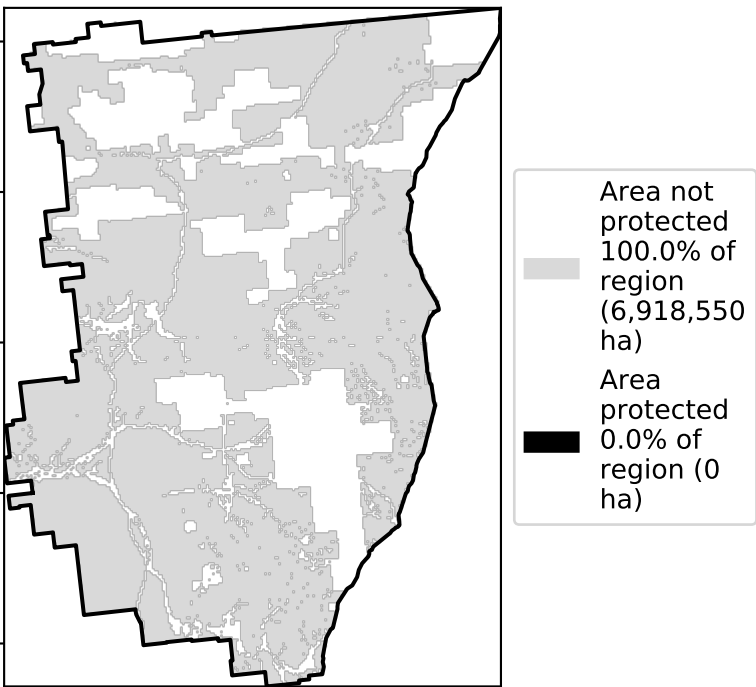 Area not
protected
100.0% of
region
(6,918,550
ha)
Area
protected
0.0% of
region (0
ha)